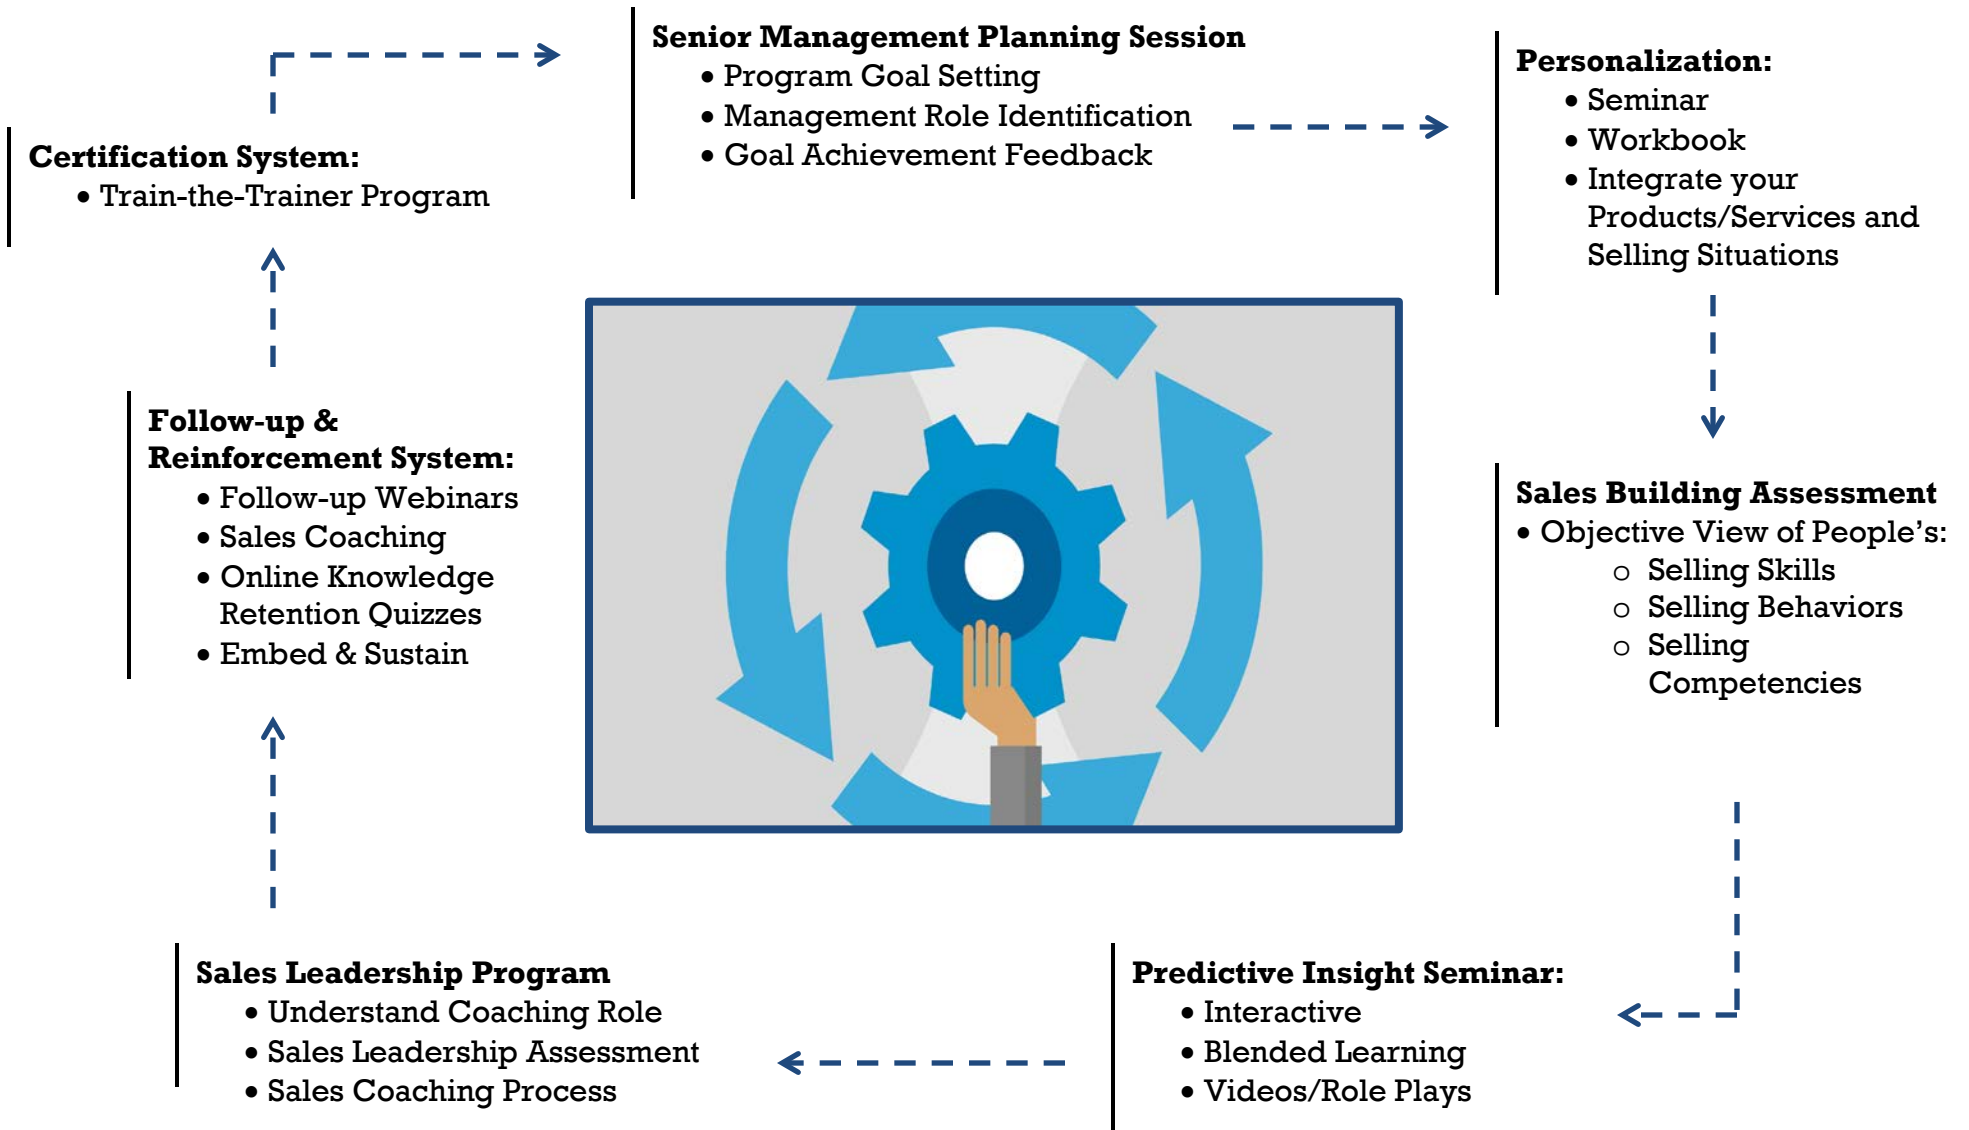 Senior Management Planning Session
• Program Goal Setting
• Management Role Identification
• Goal Achievement Feedback
Personalization:
• Seminar
• Workbook
• Integrate your
Products/Services and
Selling Situations
Sales Building Assessment
• Objective View of People’s:
o Selling Skills
o Selling Behaviors
o Selling
Competencies
Predictive Insight Seminar:
• Interactive
• Blended Learning
• Videos/Role Plays
Sales Leadership Program
• Understand Coaching Role
• Sales Leadership Assessment
• Sales Coaching Process
Follow-up &
Reinforcement System:
• Follow-up Webinars
• Sales Coaching
• Online Knowledge
Retention Quizzes
• Embed & Sustain
Certification System:
• Train-the-Trainer Program